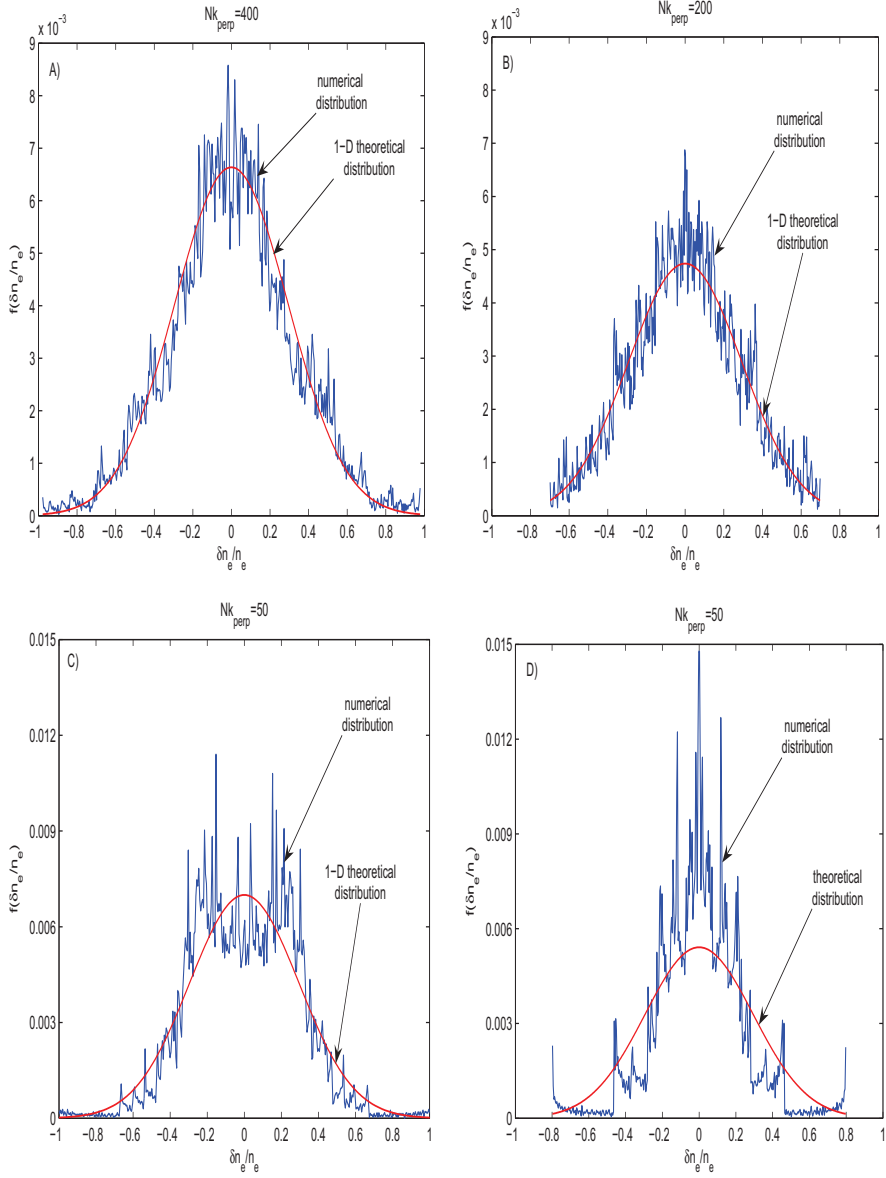 Nk_perp=400
x 10^−3
A)
numerical
distribution
1−D theoretical
distribution
f(δn_e/n_e)
9
8
7
6
5
4
3
2
1
0
−1 −0.8 −0.6 −0.4 −0.2 0 0.2 0.4 0.6 0.8 1
δn_e/n_e
Nk_perp=200
x 10^−3
B)
numerical
distribution
1−D theoretical
distribution
f(δn_e/n_e)
9
8
7
6
5
4
3
2
1
0
−1 −0.8 −0.6 −0.4 −0.2 0 0.2 0.4 0.6 0.8 1
δn_e/n_e
Nk_perp=50
C)
numerical
distribution
1−D theoretical
distribution
f(δn_e/n_e)
0.015
0.012
0.009
0.006
0.003
0
−1 −0.8 −0.6 −0.4 −0.2 0 0.2 0.4 0.6 0.8 1
δn_e/n_e
Nk_perp=50
D)
numerical
distribution
theoretical
distribution
f(δn_e/n_e)
0.015
0.012
0.009
0.006
0.003
0
−1 −0.8 −0.6 −0.4 −0.2 0 0.2 0.4 0.6 0.8 1
δn_e/n_e